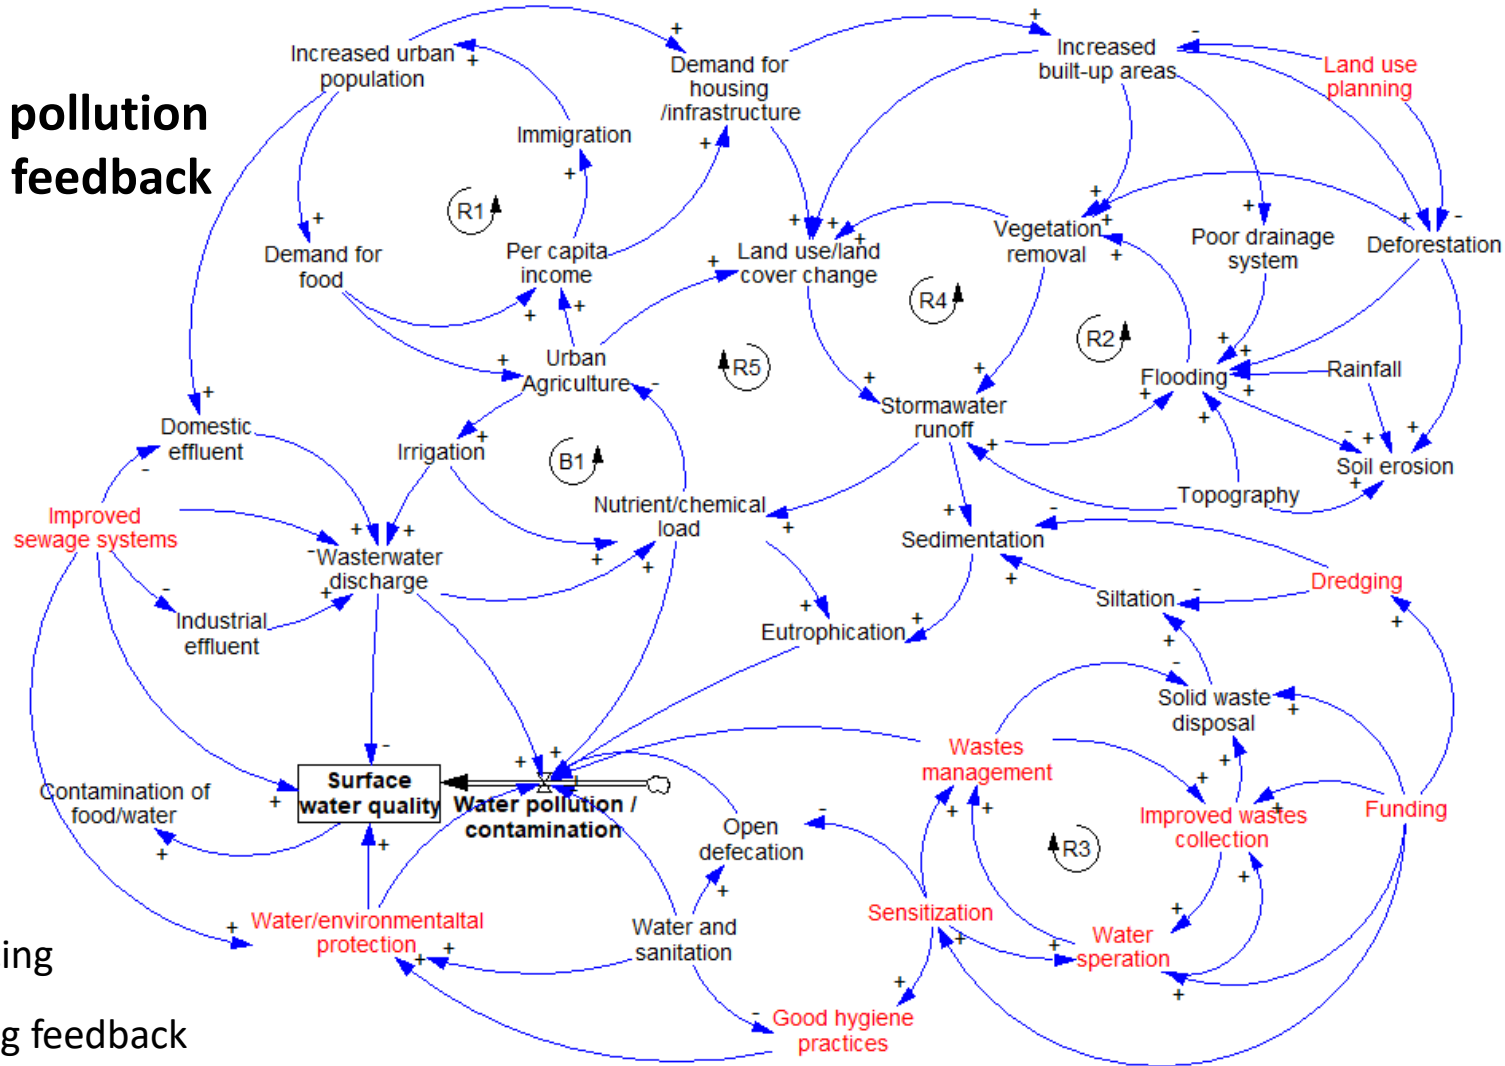 pollution
feedback
Increased urban
population
Demand for
housing
/infrastructure
Increased
built-up areas
Land use
planning
Immigration
R1
Demand for
food
Per capita
income
Land use/land
cover change
Vegetation
removal
Poor drainage
system
Deforestation
R4
R2
R5
Urban
Agriculture
Flooding
Rainfall
Domestic
effluent
Irrigation
B1
Stormawater
runoff
Soil erosion
Topography
Improved
sewage systems
Nutrient/chemical
load
Sedimentation
Wasterwater
discharge
Dredging
Siltation
Industrial
effluent
Eutrophication
Solid waste
disposal
Wastes
management
Surface
water quality
Water pollution /
contamination
Contamination of
food/water
Open
defecation
R3
Improved wastes
collection
Funding
Water/environmentaltal
protection
Water and
sanitation
Sensitization
Water
speration
ing
g feedback
Good hygiene
practices